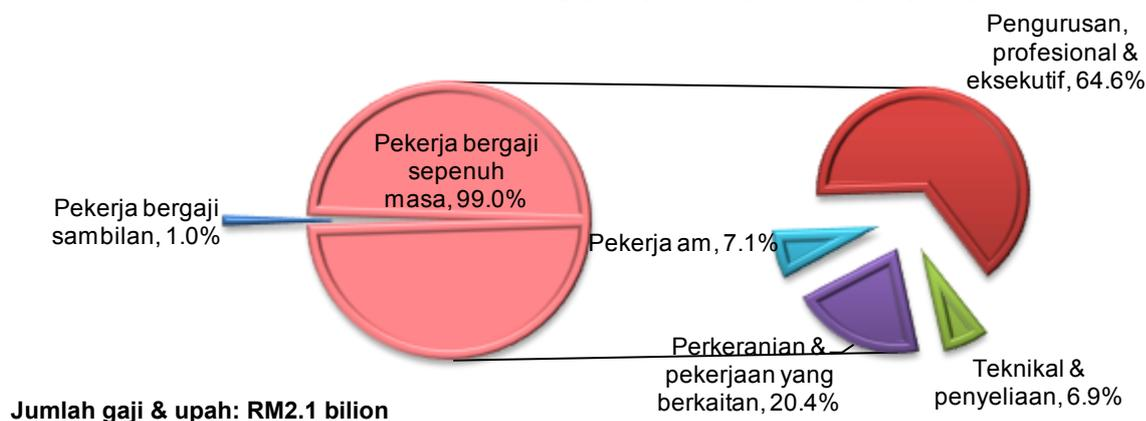 Pengurusan,
profesional &
eksekutif, 64.6%
Pekerja bergaji
sepenuh
masa, 99.0%
Pekerja bergaji
sambilan, 1.0%
Pekerja am, 7.1%
Perkeranian &
pekerjaan yang
berkaitan, 20.4%
Teknikal &
penyeliaan, 6.9%
Jumlah gaji & upah: RM2.1 bilion